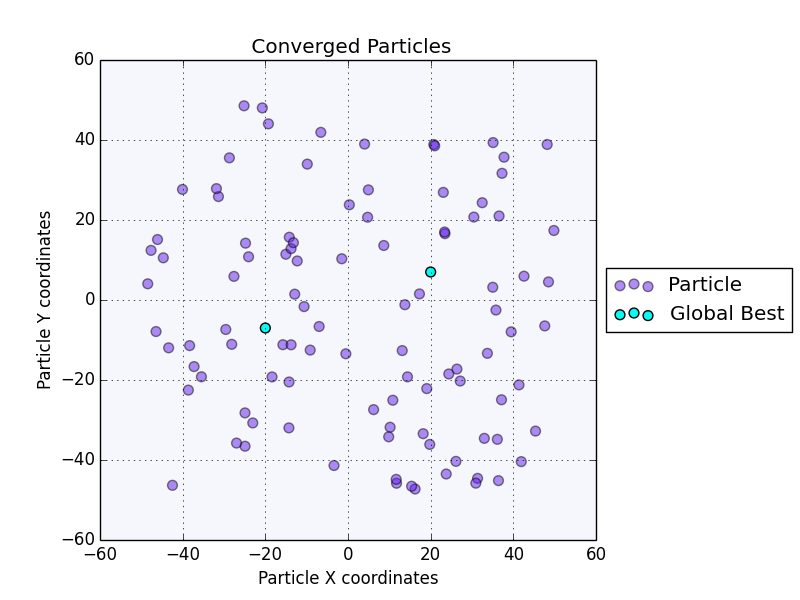 Converged Particles
60
40
20
0
−20
−40
−60
Particle Y coordinates
−60 −40 −20 0 20 40 60
Particle X coordinates
Particle
Global Best